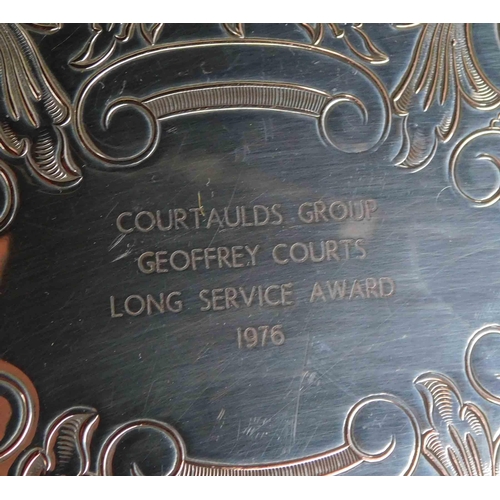 COURTAULDS GROUP
GEOFFREY COURTS
LONG SERVICE AWARD
1976